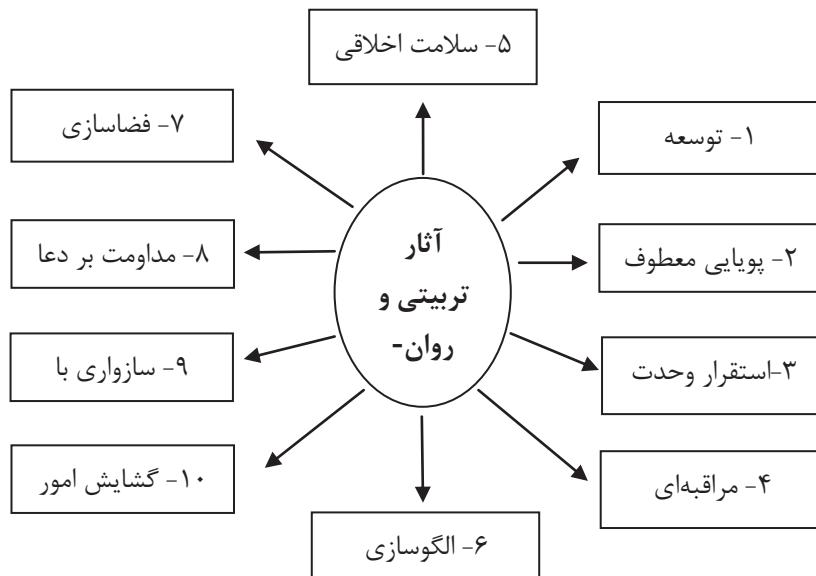 آثار
تربیتی و
روان-
۱- توسعه
۲- پویایی معطوف
۳-استقرار وحدت
۴- مراقبه‌ای
۵- سلامت اخلاقی
۶- الگوسازی
۷- فضاسازی
۸- مداومت بر دعا
۹- سازواری با
۱۰- گشایش امور